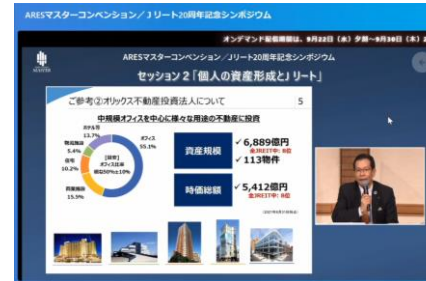 ARESマスターコンベンション／Jリート20周年記念シンポジウム
オンデマンド配信期間は、9月22日（水）夕刻〜9月30日（木）
ARESマスターコンベンション／Jリート20周年記念シンポジウム
セッション2「個人の資産形成とJリート」
ご参考②オリックス不動産投資法人について
5
中規模オフィスを中心に様々な用途の不動産に投資
ホテル等
13.7%
物流施設
5.4%
住宅
10.2%
商業施設
15.5%
オフィス
55.1%
オフィス比率
資産規模
✓6,889億円
✓113物件
時価総額
✓5,412億円